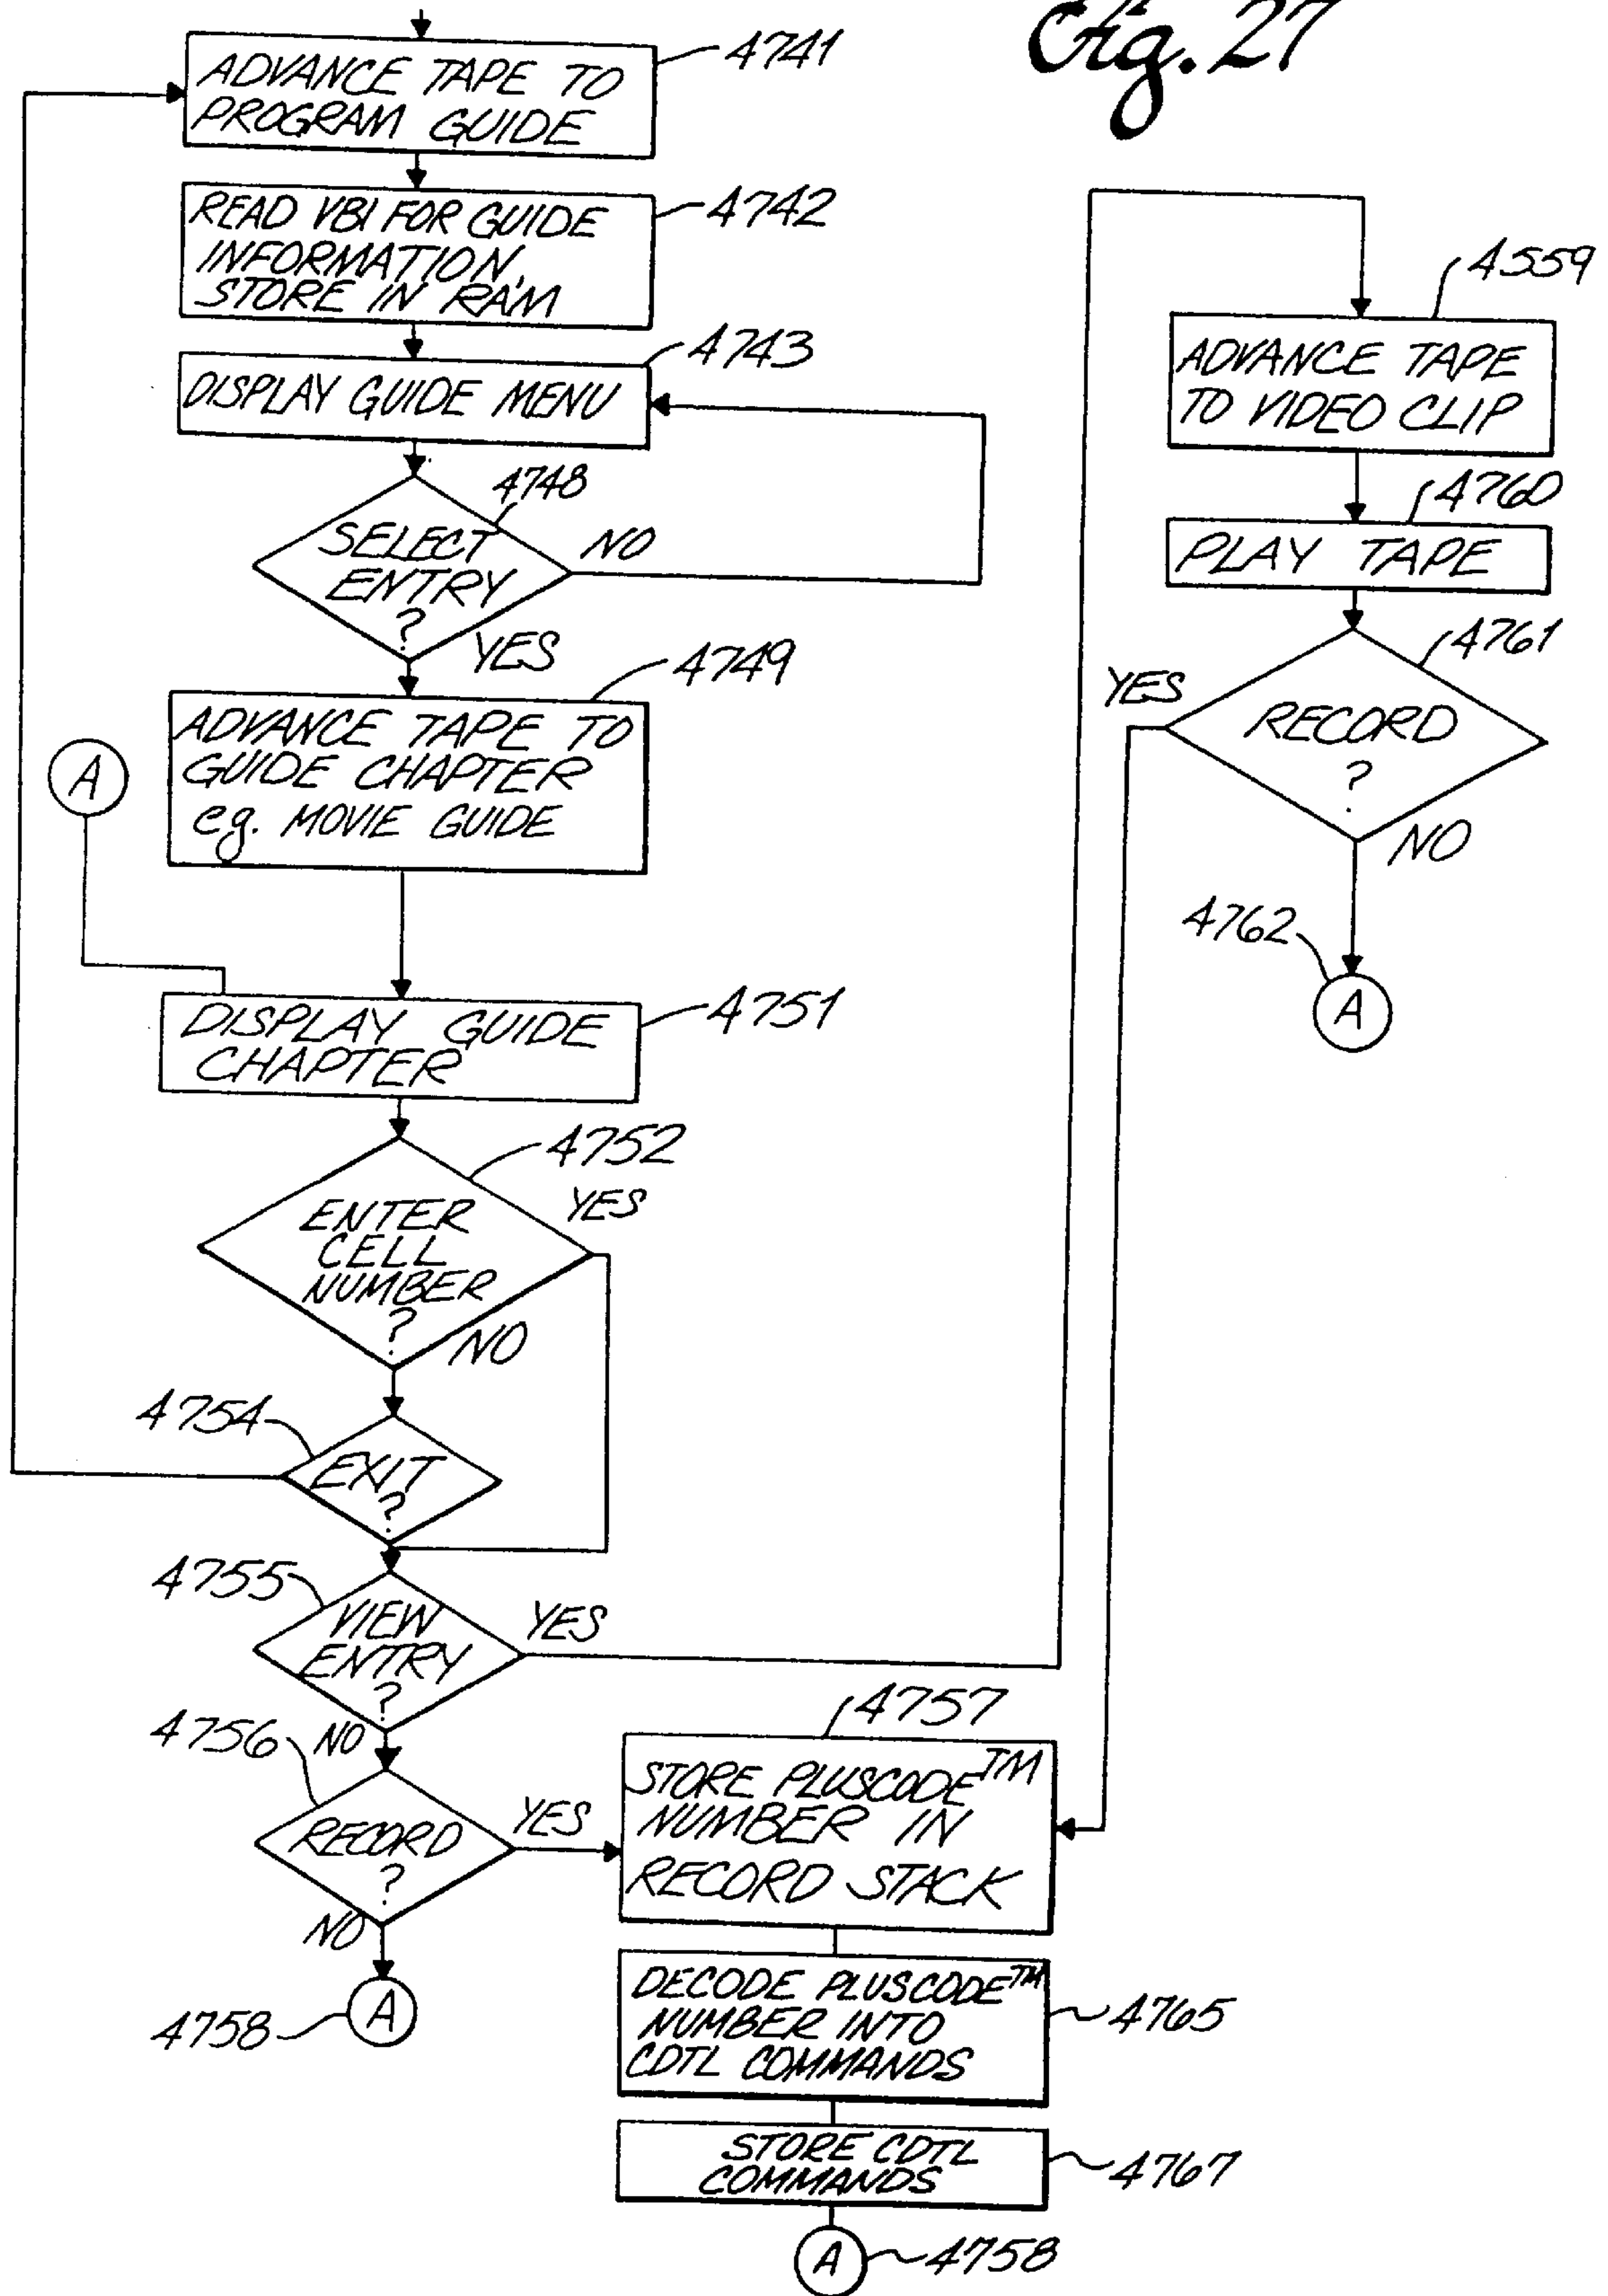 Fig. 27
4741
ADVANCE TAPE TO
PROGRAM GUIDE
4742
READ VBI FOR GUIDE
INFORMATION,
STORE IN RAM
4743
DISPLAY GUIDE MENU
4748
SELECT
ENTRY
?
NO
YES
4749
ADVANCE TAPE TO
GUIDE CHAPTER
eg. MOVIE GUIDE
A
4751
DISPLAY GUIDE
CHAPTER
4752
ENTER
CELL
NUMBER
?
YES
NO
4754
EXIT
?
4755
VIEW
ENTRY
?
YES
NO
4756
RECORD
?
YES
NO
4758
A
4559
ADVANCE TAPE
TO VIDEO CLIP
4760
PLAY TAPE
4761
RECORD
?
YES
NO
4762
A
4757
STORE PLUSCODE™
NUMBER IN
RECORD STACK
DECODE PLUSCODE™
NUMBER INTO
CDTL COMMANDS
4765
STORE CDTL
COMMANDS
4767
A
4758